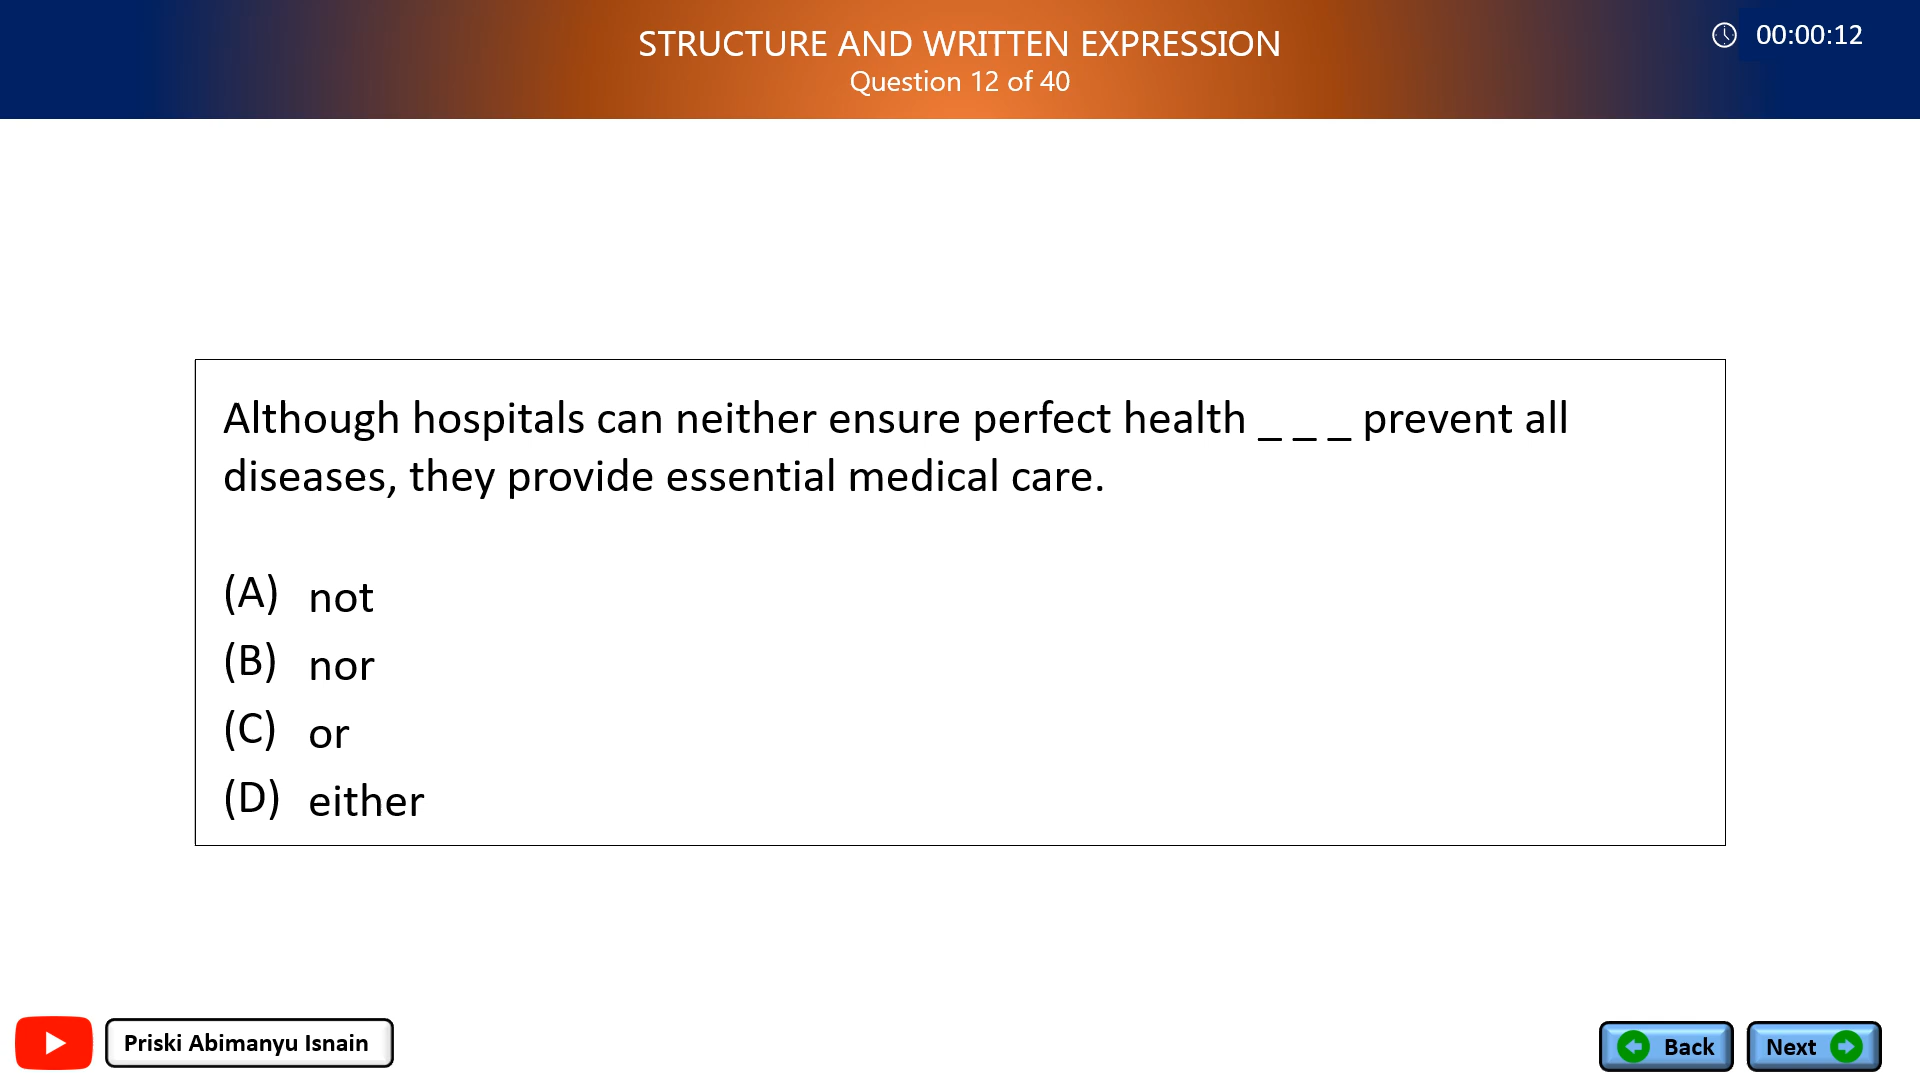 STRUCTURE AND WRITTEN EXPRESSION
Question 12 of 40
00:00:12
Although hospitals can neither ensure perfect health _ _ _ prevent all
diseases, they provide essential medical care.
(A) not
(B) nor
(C) or
(D) either
Priski Abimanyu Isnain
Back
Next